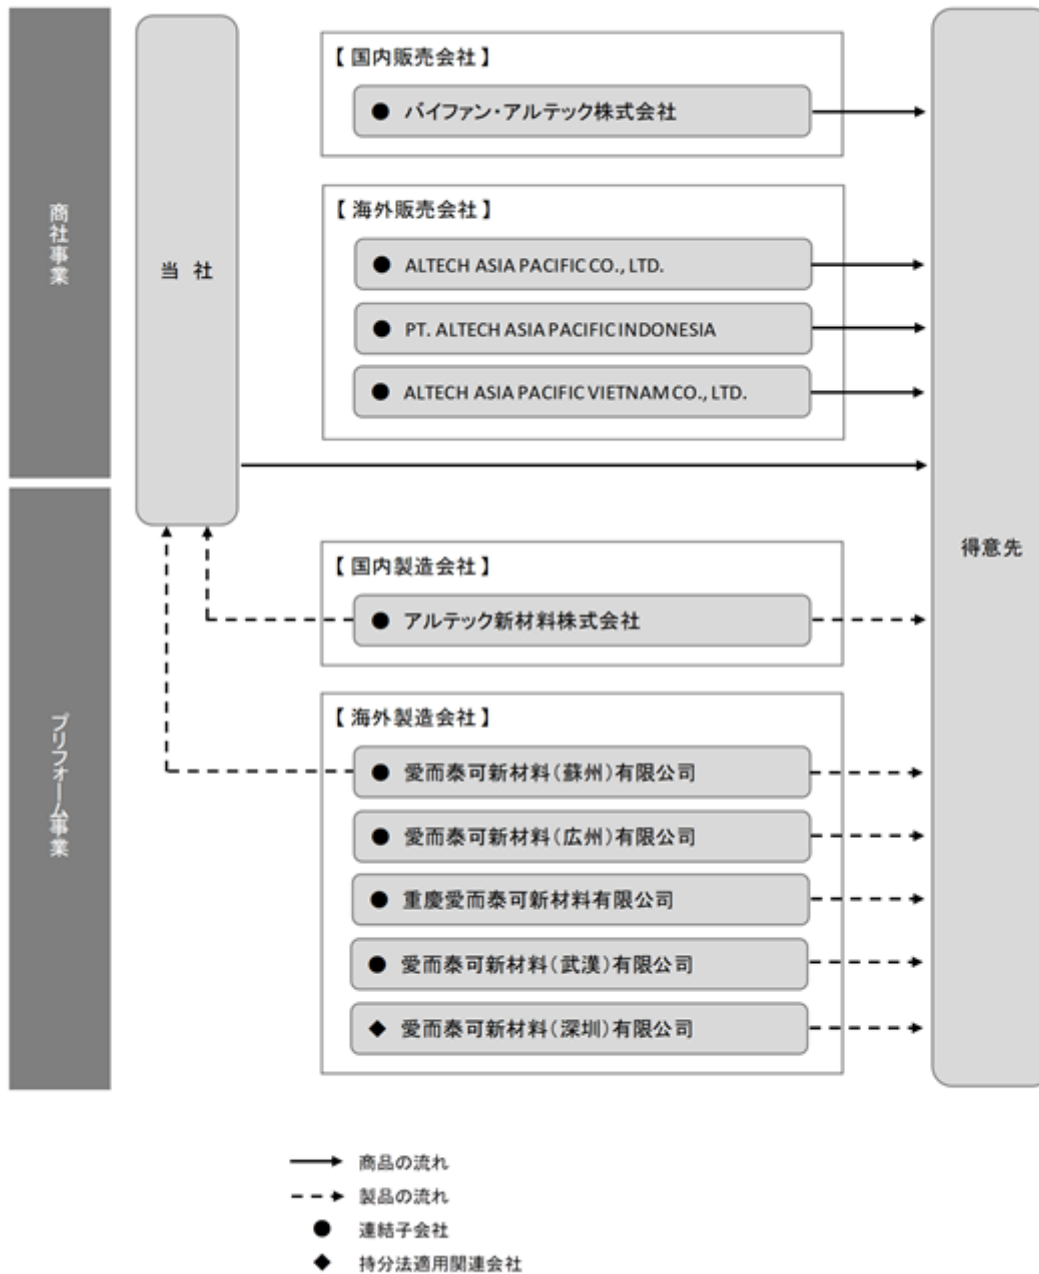 商社事業
当 社
【 国内販売会社 】
● バイファン・アルテック株式会社
【 海外販売会社 】
● ALTECH ASIA PACIFIC CO., LTD.
● PT. ALTECH ASIA PACIFIC INDONESIA
● ALTECH ASIA PACIFIC VIETNAM CO., LTD.
得意先
プリフォーム事業
【 国内製造会社 】
● アルテック新材料株式会社
【 海外製造会社 】
● 愛而泰可新材料(蘇州)有限公司
● 愛而泰可新材料(広州)有限公司
● 重慶愛而泰可新材料有限公司
● 愛而泰可新材料(武漢)有限公司
◆ 愛而泰可新材料(深圳)有限公司
商品の流れ
製品の流れ
● 連結子会社
◆ 持分法適用関連会社